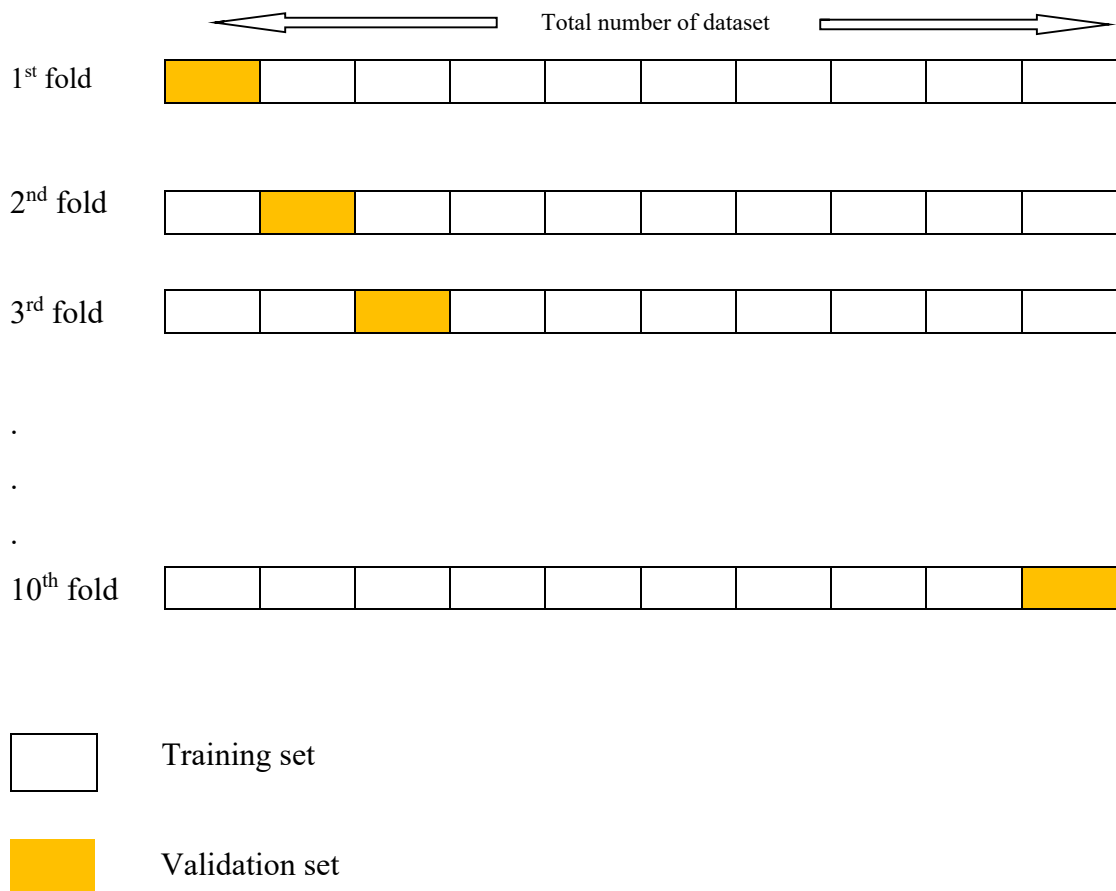 Total number of dataset
1st fold
2nd fold
3rd fold
.
.
.
10th fold
Training set
Validation set